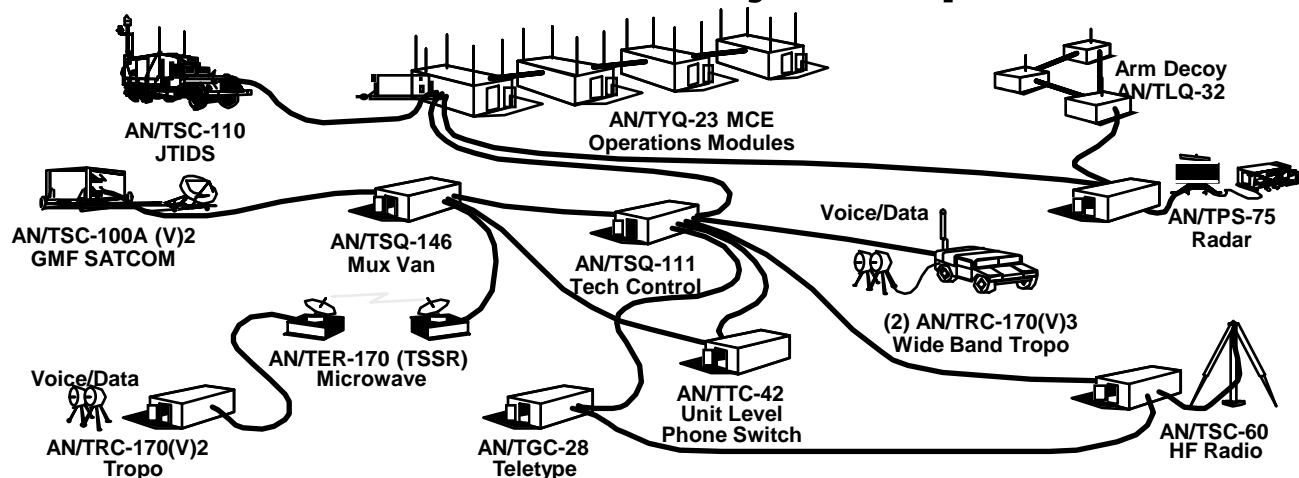 AN/TSC-110
JTIDS
AN/TYQ-23 MCE
Operations Modules
Arm Decoy
AN/TLQ-32
AN/TSC-100A (V)2
GMF SATCOM
AN/TSQ-146
Mux Van
AN/TSQ-111
Tech Control
Voice/Data
AN/TPS-75
Radar
(2) AN/TRC-170(V)3
Wide Band Tropo
AN/TER-170 (TSSR)
Microwave
Voice/Data
AN/TRC-170(V)2
Tropo
AN/TGC-28
Teletype
AN/TTC-42
Unit Level
Phone Switch
AN/TSC-60
HF Radio